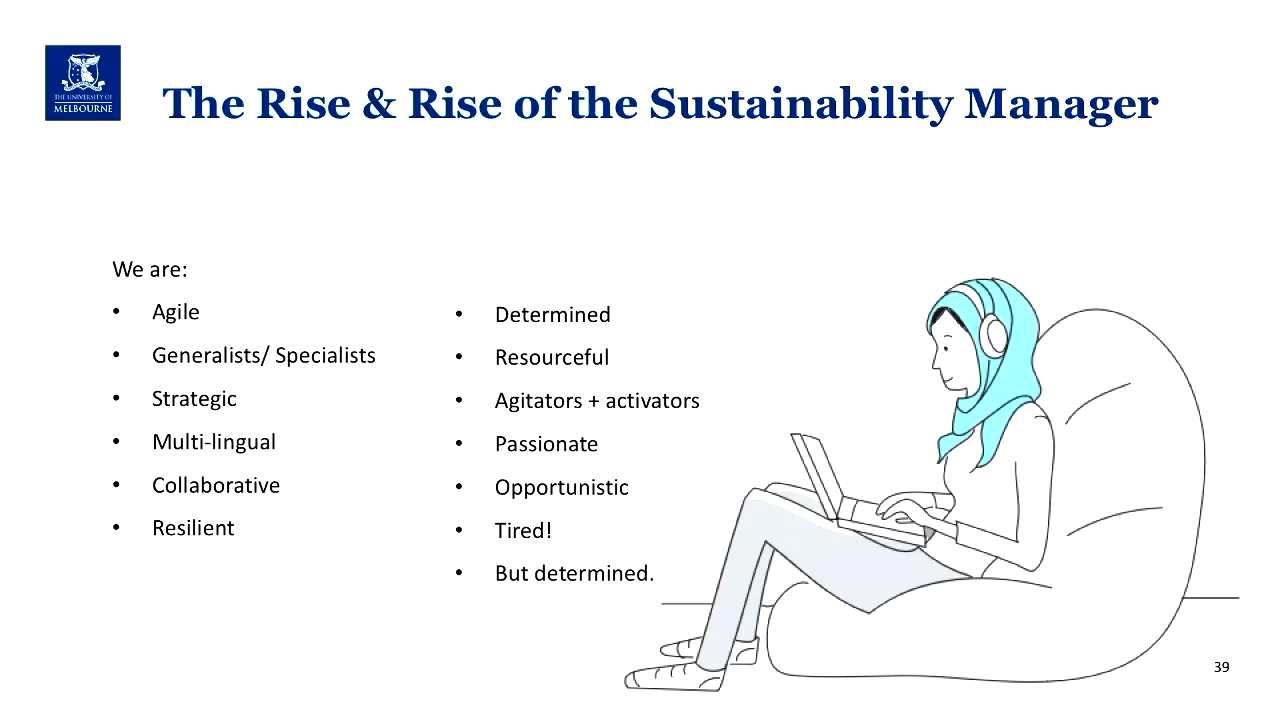 THE UNIVERSITY OF
MELBOURNE
The Rise & Rise of the Sustainability Manager
We are:
• Agile
• Generalists/ Specialists
• Strategic
• Multi-lingual
• Collaborative
• Resilient
• Determined
• Resourceful
• Agitators + activators
• Passionate
• Opportunistic
• Tired!
• But determined.
39